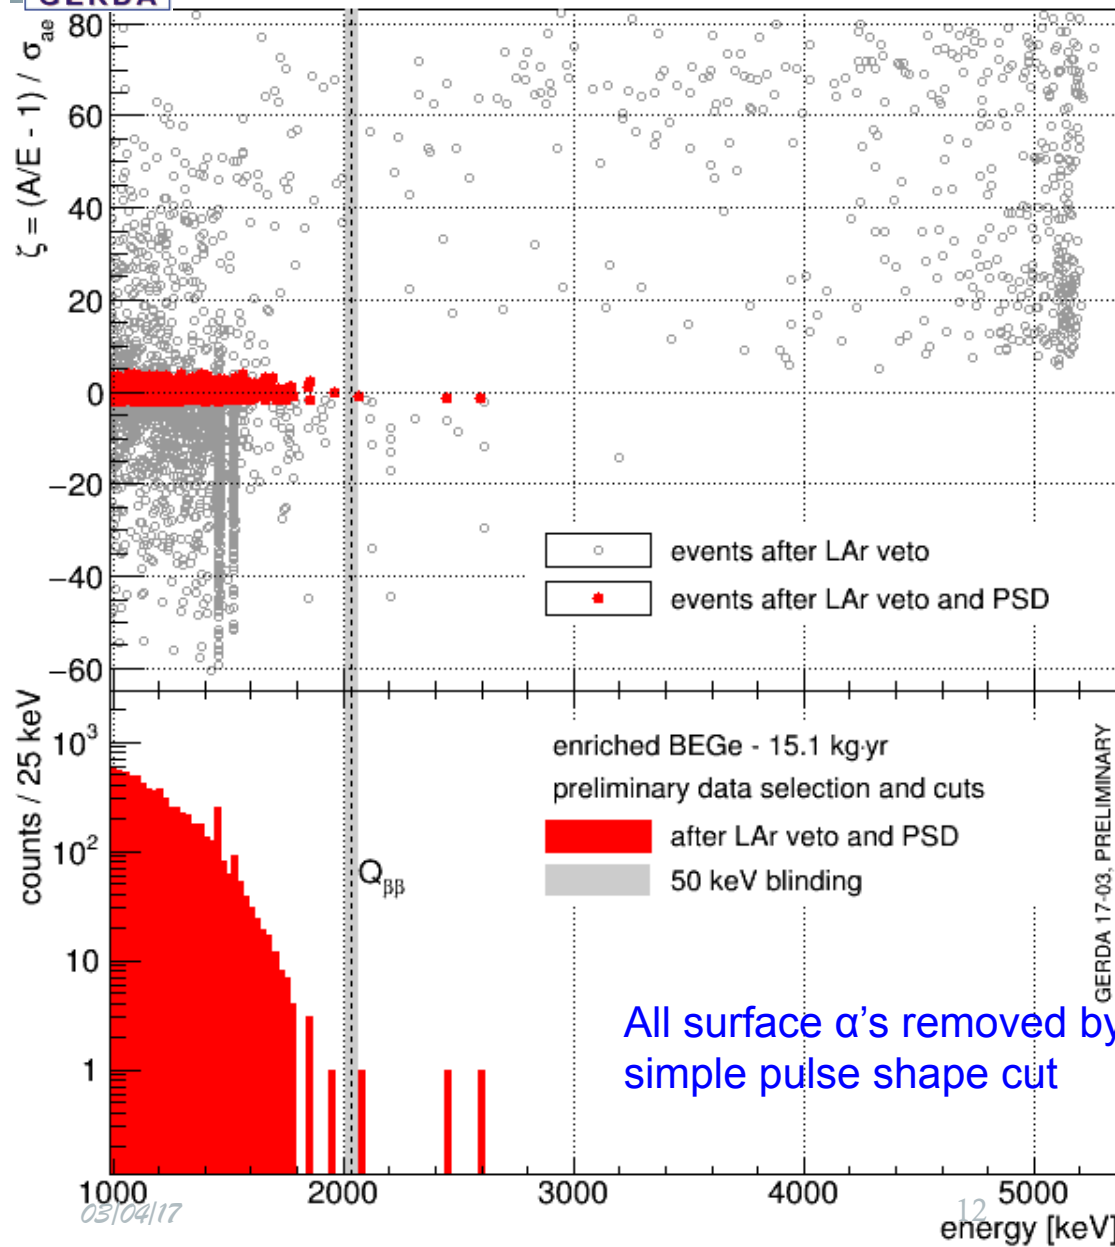 GERDA
ζ = (A/E - 1) / σae
80
60
40
20
0
−20
−40
−60
events after LAr veto
events after LAr veto and PSD
counts / 25 keV
10³
10²
10
1
enriched BEGe - 15.1 kg·yr
preliminary data selection and cuts
after LAr veto and PSD
50 keV blinding
Qββ
GERDA 17-03, PRELIMINARY
All surface α's removed by
simple pulse shape cut
1000 2000 3000 4000 5000
energy [keV]
03/04/17
12